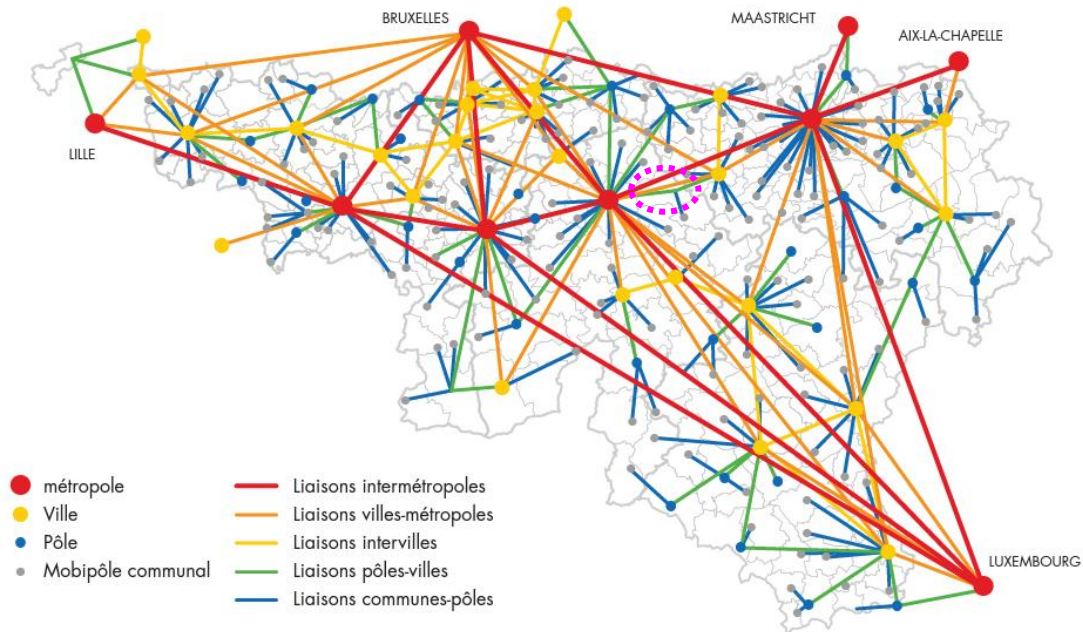 BRUXELLES
MAASTRICHT
AIX-LA-CHAPELLE
LILLE
LUXEMBOURG
métropole
Ville
Pôle
Mobipôle communal
Liaisons intermétropoles
Liaisons villes-métropoles
Liaisons intervilles
Liaisons pôles-villes
Liaisons communes-pôles